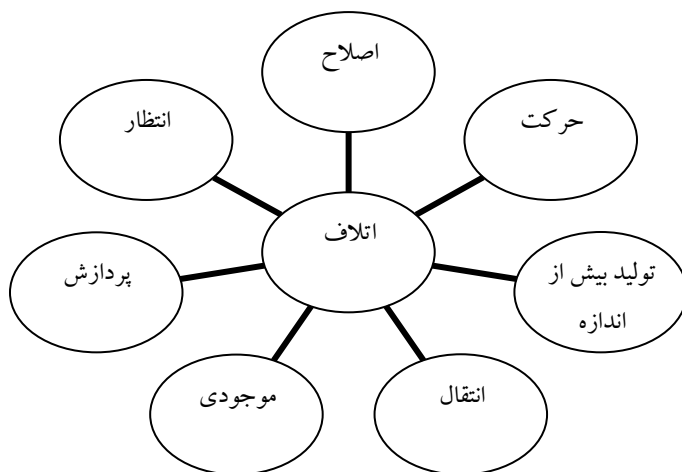 اصلاح
حرکت
انتظار
اتلاف
تولید بیش از
اندازه
پردازش
انتقال
موجودی